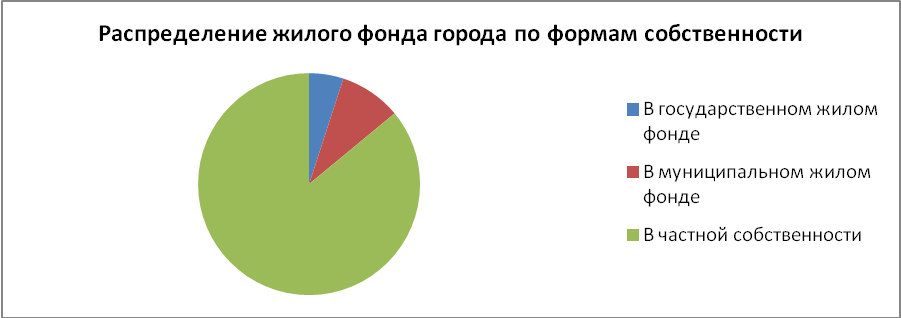 Распределение жилого фонда города по формам собственности
В государственном жилом
фонде
В муниципальном жилом
фонде
В частной собственности